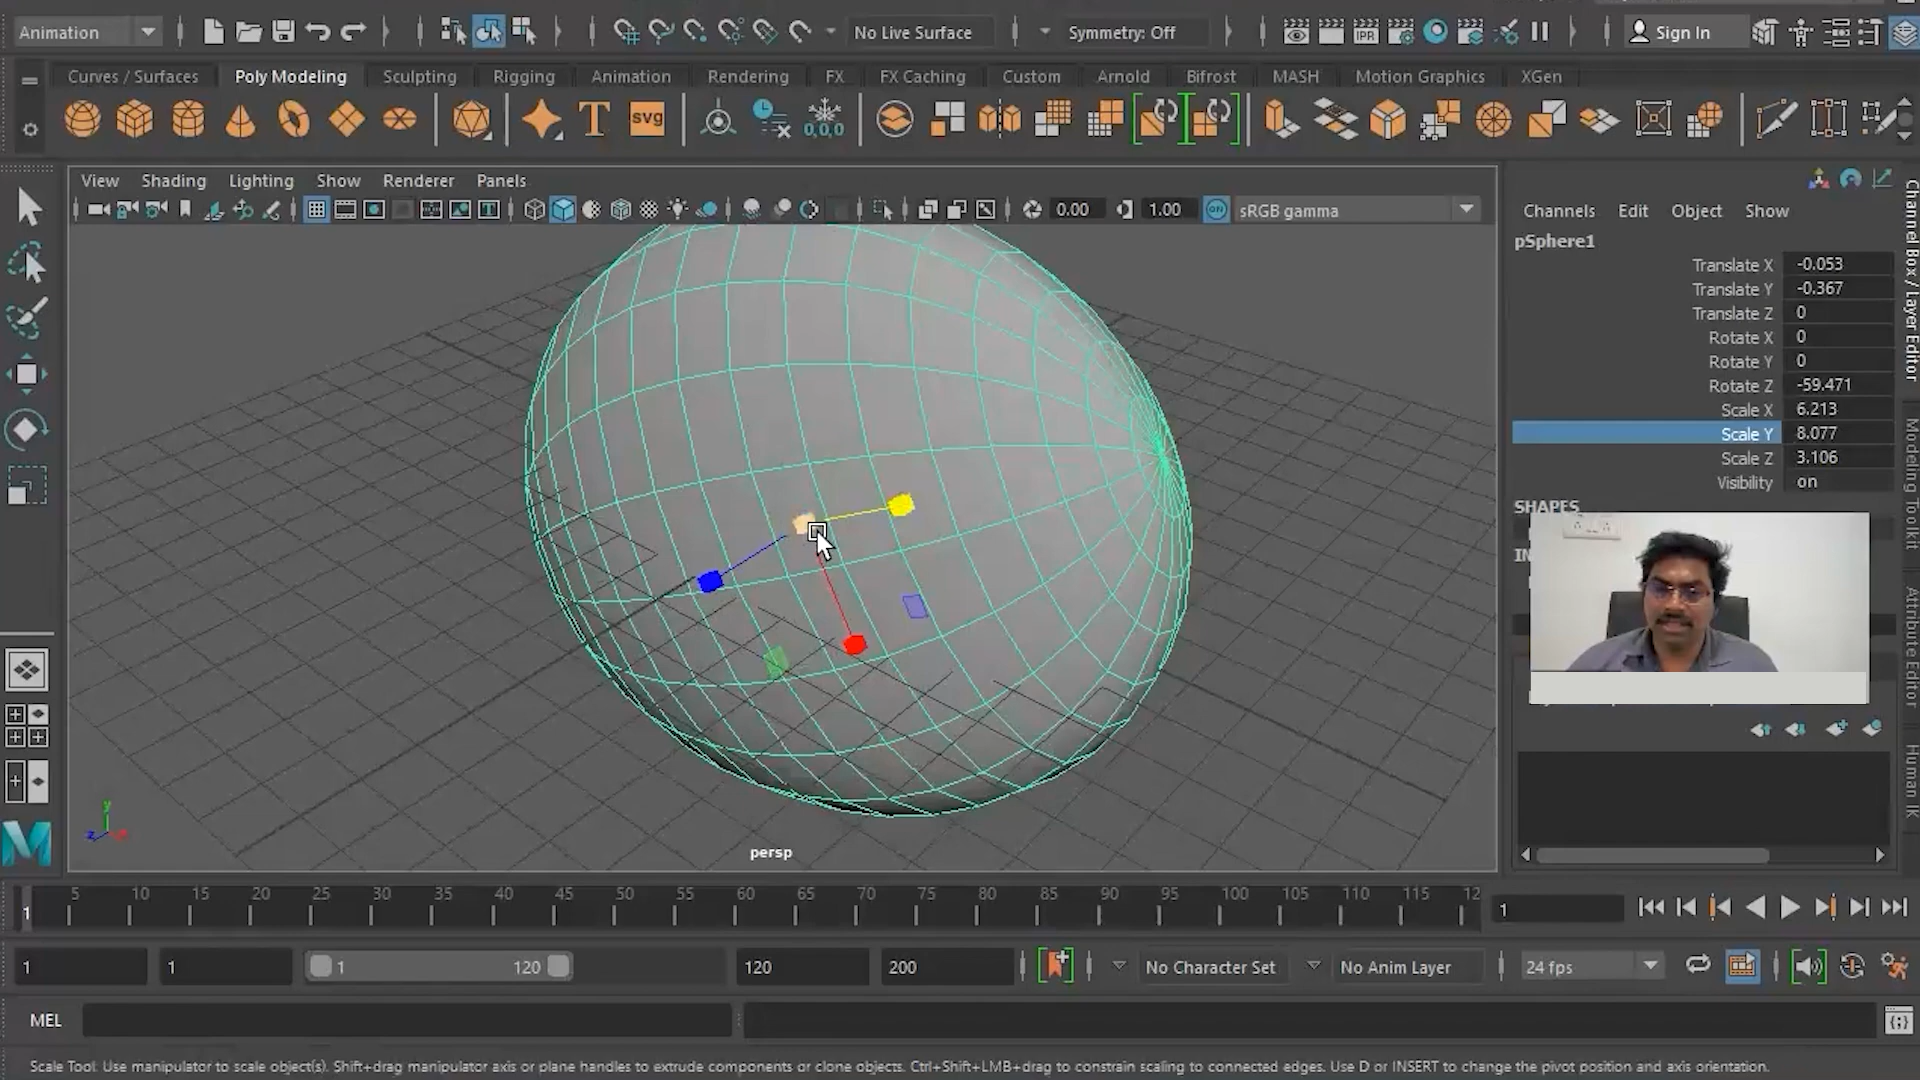 Animation
No Live Surface
Symmetry: Off
Sign In
Curves / Surfaces
Poly Modeling
Sculpting
Rigging
Animation
Rendering
FX
FX Caching
Custom
Arnold
Bifrost
MASH
Motion Graphics
XGen
T
svg
0,0,0
IPR
View
Shading
Lighting
Show
Renderer
Panels
0.00
1.00
ON
sRGB gamma
Channels
Edit
Object
Show
pSphere1
Translate X -0.053
Translate Y -0.367
Translate Z 0
Rotate X 0
Rotate Y 0
Rotate Z -59.471
Scale X 6.213
Scale Y 8.077
Scale Z 3.106
Visibility on
SHAPES
Channel Box / Layer Editor
Modeling Toolkit
Attribute Editor
Human IK
y
z
persp
1
5 10 15 20 25 30 35 40 45 50 55 60 65 70 75 80 85 90 95 100 105 110 115 12
1
1
1
1
120
120
200
No Character Set
No Anim Layer
24 fps
MEL
Scale Tool: Use manipulator to scale object(s). Shift+drag manipulator axis or plane handles to extrude components or clone objects. Ctrl+Shift+LMB+drag to constrain scaling to connected edges. Use D or INSERT to change the pivot position and axis orientation.